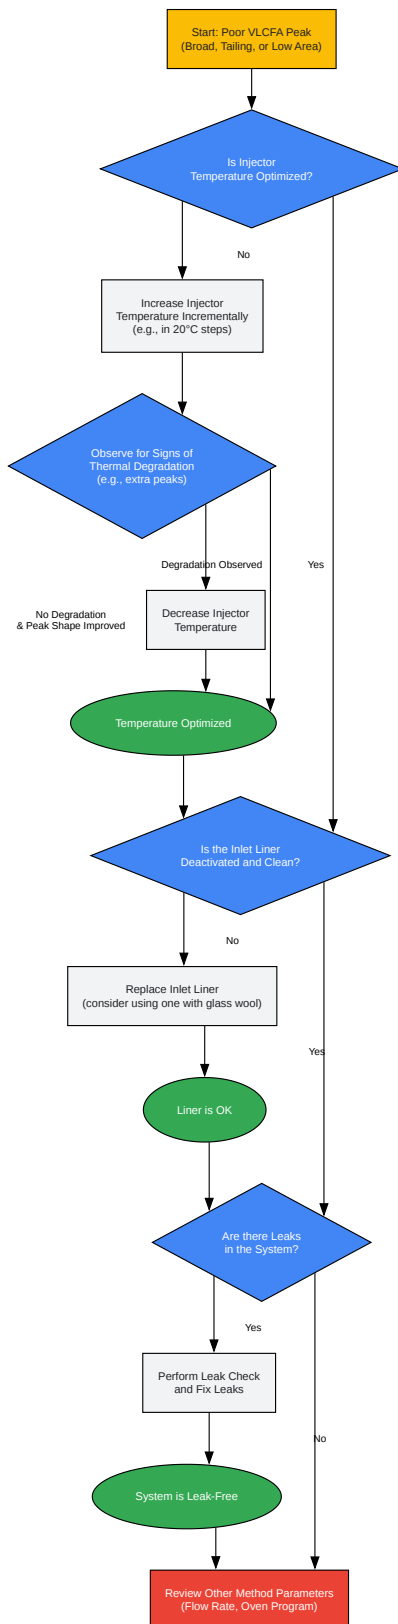 Start: Poor VLCFA Peak
(Broad, Tailing, or Low Area)
Is Injector
Temperature Optimized?
No
Increase Injector
Temperature Incrementally
(e.g., in 20°C steps)
Observe for Signs of
Thermal Degradation
(e.g., extra peaks)
Degradation Observed
Yes
No Degradation
& Peak Shape Improved
Decrease Injector
Temperature
Temperature Optimized
Is the Inlet Liner
Deactivated and Clean?
No
Replace Inlet Liner
(consider using one with glass wool)
Yes
Liner is OK
Are there Leaks
in the System?
Yes
Perform Leak Check
and Fix Leaks
No
System is Leak-Free
Review Other Method Parameters
(Flow Rate, Oven Program)